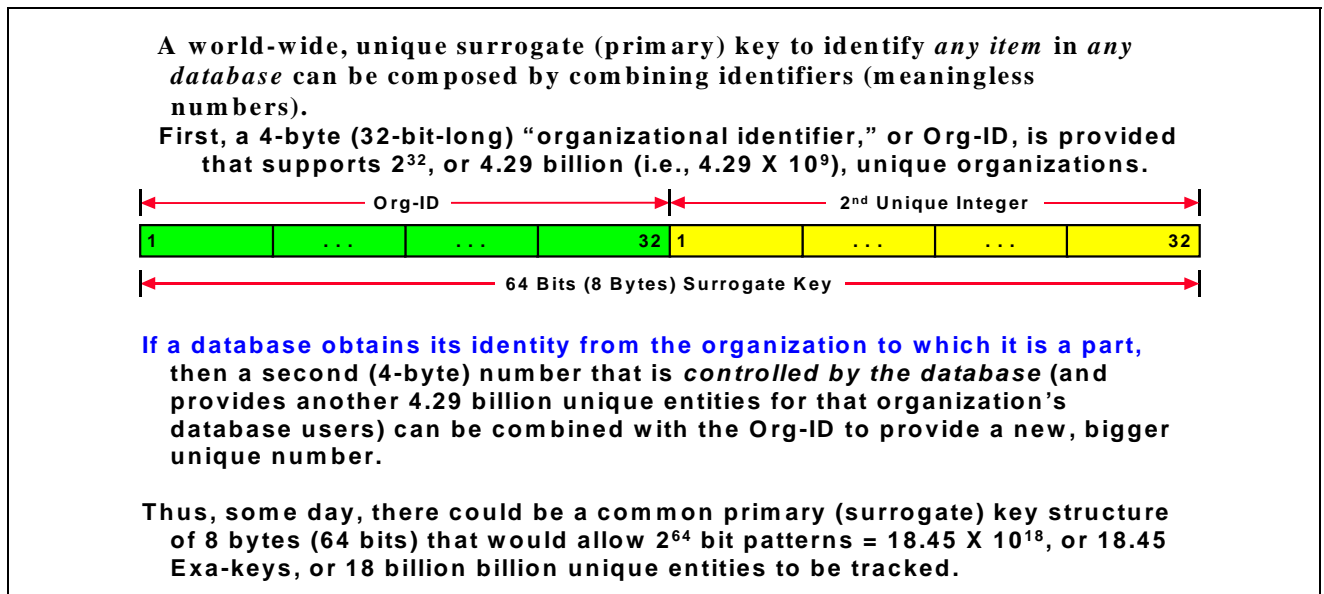 A world-wide, unique surrogate (primary) key to identify any item in any
database can be composed by combining identifiers (meaningless
numbers).
First, a 4-byte (32-bit-long) “organizational identifier,” or Org-ID, is provided
that supports 2³², or 4.29 billion (i.e., 4.29 X 10⁹), unique organizations.
Org-ID 2ⁿᵈ Unique Integer
1 ... ... 32 1 ... ... 32
64 Bits (8 Bytes) Surrogate Key
If a database obtains its identity from the organization to which it is a part,
then a second (4-byte) number that is controlled by the database (and
provides another 4.29 billion unique entities for that organization’s
database users) can be combined with the Org-ID to provide a new, bigger
unique number.
Thus, some day, there could be a common primary (surrogate) key structure
of 8 bytes (64 bits) that would allow 2⁶⁴ bit patterns = 18.45 X 10¹⁸, or 18.45
Exa-keys, or 18 billion billion unique entities to be tracked.